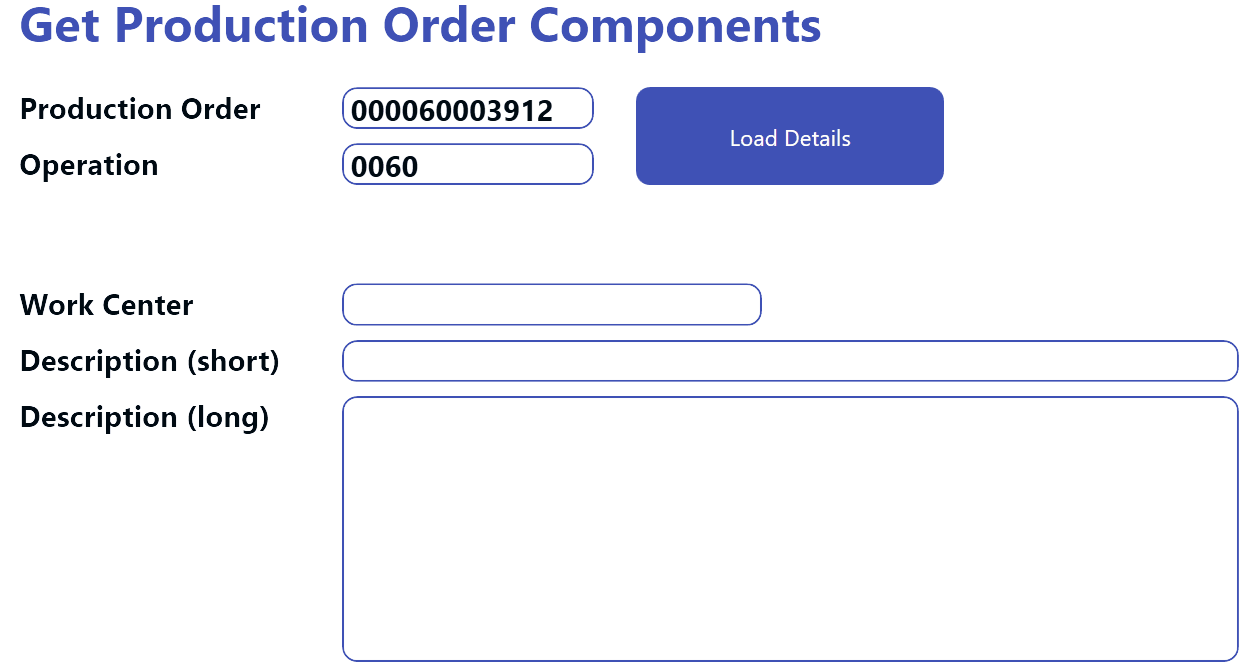 Get Production Order Components
Production Order 000060003912
Load Details
Operation 0060
Work Center
Description (short)
Description (long)